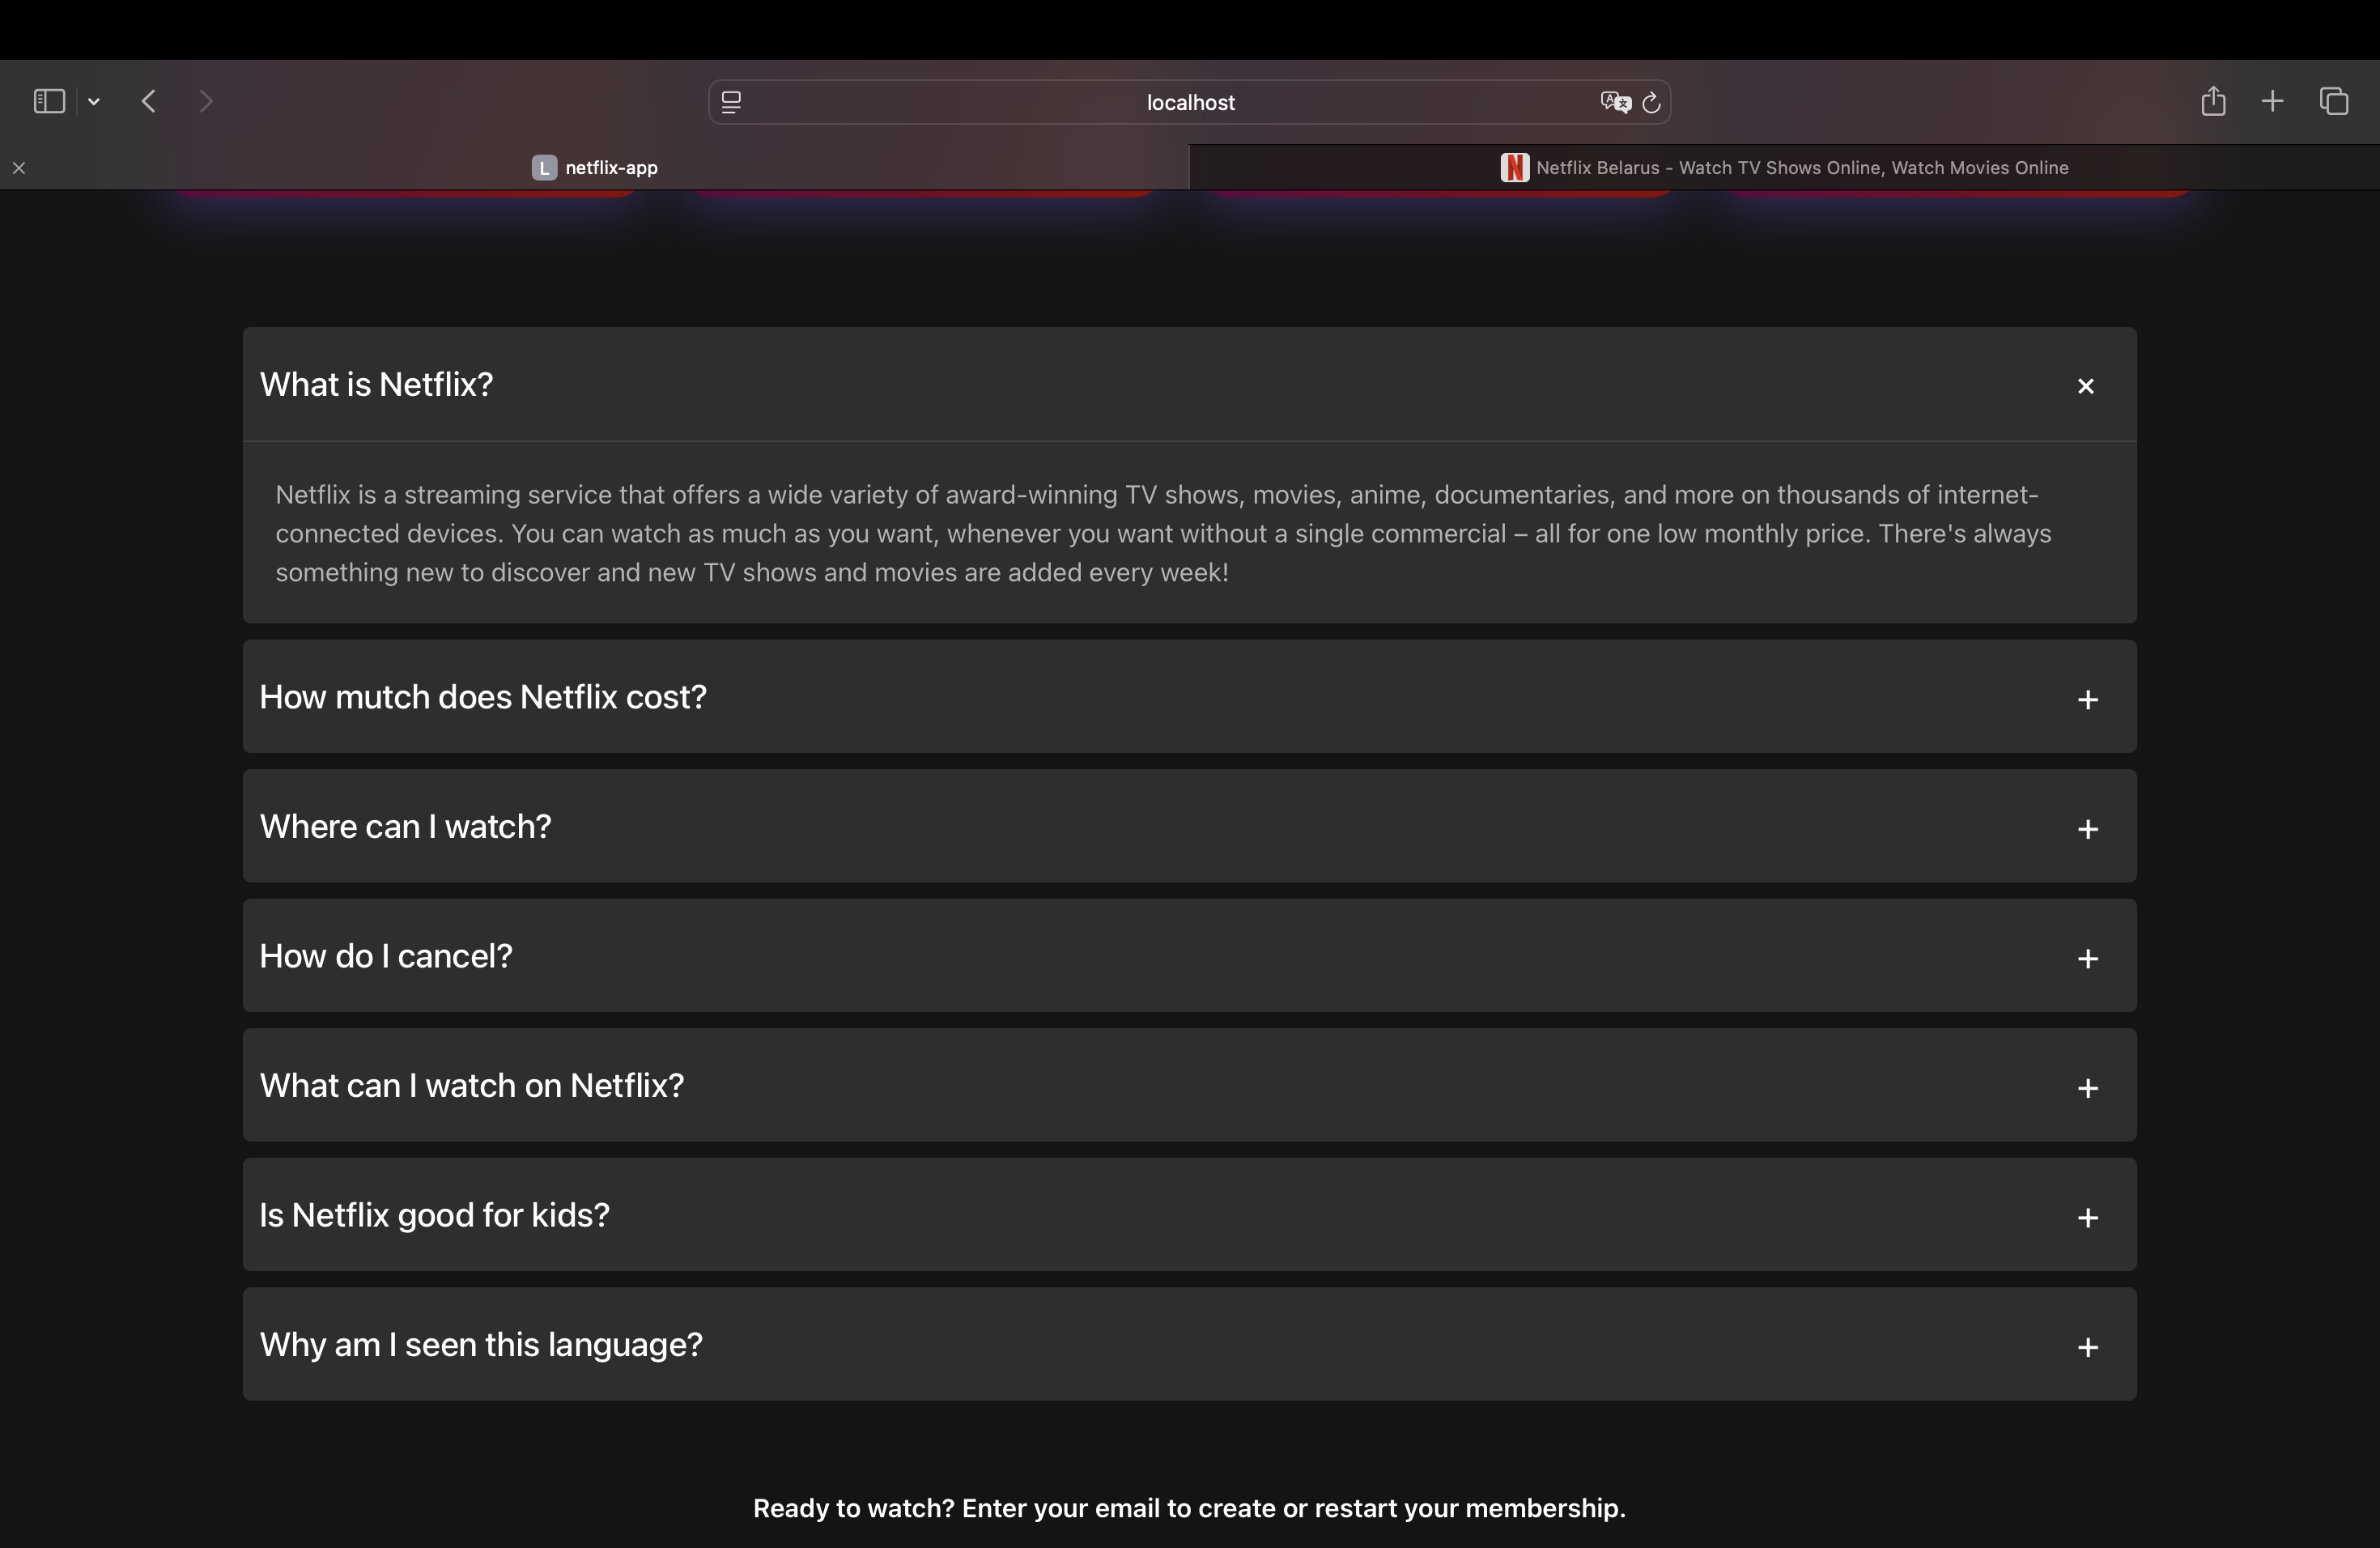 localhost
L netflix-app
N Netflix Belarus - Watch TV Shows Online, Watch Movies Online
What is Netflix?
Netflix is a streaming service that offers a wide variety of award-winning TV shows, movies, anime, documentaries, and more on thousands of internet-
connected devices. You can watch as much as you want, whenever you want without a single commercial – all for one low monthly price. There's always
something new to discover and new TV shows and movies are added every week!
How mutch does Netflix cost?
Where can I watch?
How do I cancel?
What can I watch on Netflix?
Is Netflix good for kids?
Why am I seen this language?
Ready to watch? Enter your email to create or restart your membership.